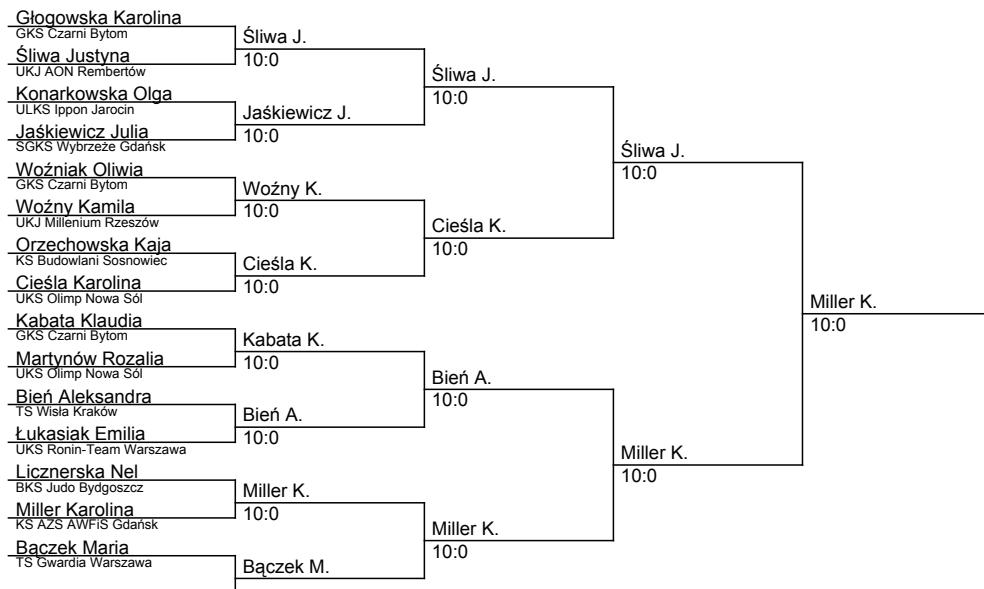 Głogowska Karolina
GKS Czarni Bytom
Śliwa Justyna
UKJ AON Rembertów
Konarkowska Olga
ULKS Ippon Jarocin
Jaśkiewicz Julia
SGKS Wybrzeże Gdańsk
Woźniak Oliwia
GKS Czarni Bytom
Woźny Kamila
UKJ Millenium Rzeszów
Orzechowska Kaja
KS Budowlani Sosnowiec
Cieśla Karolina
UKS Olimp Nowa Sól
Kabata Klaudia
GKS Czarni Bytom
Martynów Rozalia
UKS Olimp Nowa Sól
Bień Aleksandra
TS Wisła Kraków
Łukasiak Emilia
UKS Ronin-Team Warszawa
Licznerska Nel
BKS Judo Bydgoszcz
Miller Karolina
KS AZS AWFiS Gdańsk
Bączek Maria
TS Gwardia Warszawa
Śliwa J.
10:0
Jaśkiewicz J.
10:0
Woźny K.
10:0
Cieśla K.
10:0
Kabata K.
10:0
Bień A.
10:0
Miller K.
10:0
Bączek M.
Śliwa J.
10:0
Cieśla K.
10:0
Bień A.
10:0
Miller K.
10:0
Śliwa J.
10:0
Miller K.
10:0
Miller K.
10:0